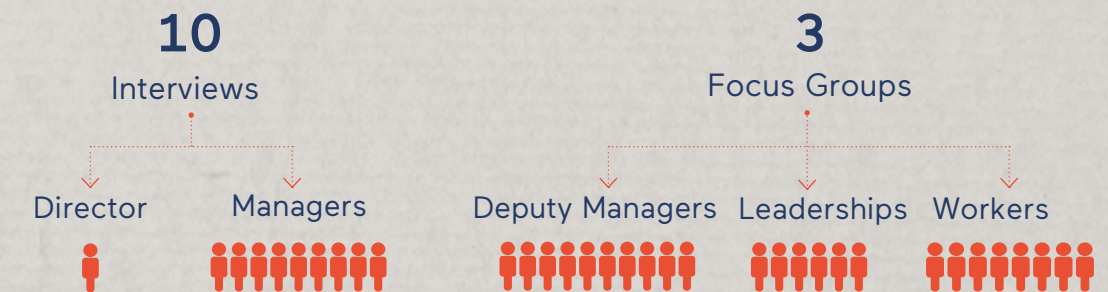 10
Interviews
Director
Managers
3
Focus Groups
Deputy Managers
Leaderships
Workers